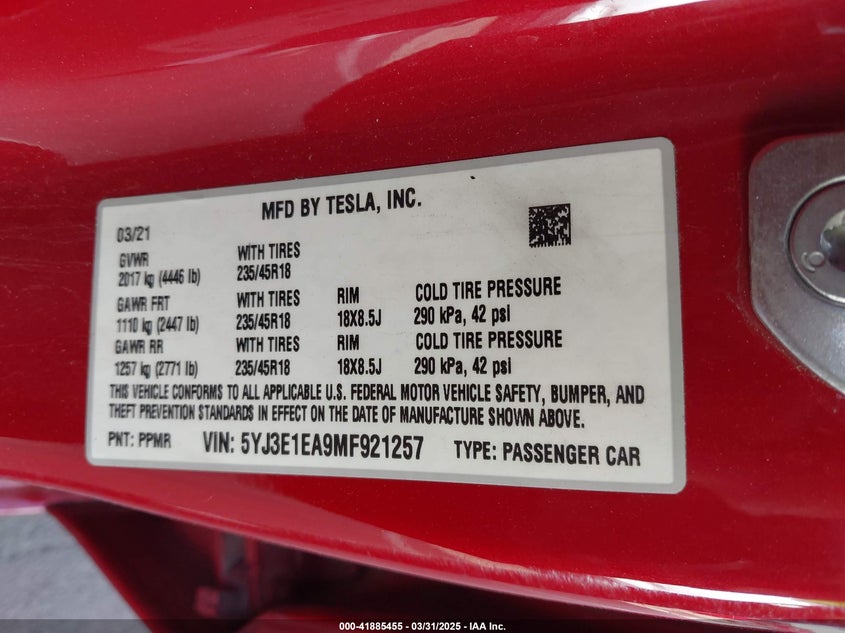 MFD BY TESLA, INC.
03/21
GVWR WITH TIRES
2017 kg (4446 lb) 235/45R18
GAWR FRT WITH TIRES RIM COLD TIRE PRESSURE
1110 kg (2447 lb) 235/45R18 18X8.5J 290 kPa, 42 psi
GAWR RR WITH TIRES RIM COLD TIRE PRESSURE
1257 kg (2771 lb) 235/45R18 18X8.5J 290 kPa, 42 psi
THIS VEHICLE CONFORMS TO ALL APPLICABLE U.S. FEDERAL MOTOR VEHICLE SAFETY, BUMPER, AND
THEFT PREVENTION STANDARDS IN EFFECT ON THE DATE OF MANUFACTURE SHOWN ABOVE.
PNT: PPMR VIN: 5YJ3E1EA9MF921257 TYPE: PASSENGER CAR
000-41885455 - 03/31/2025 - IAA Inc.